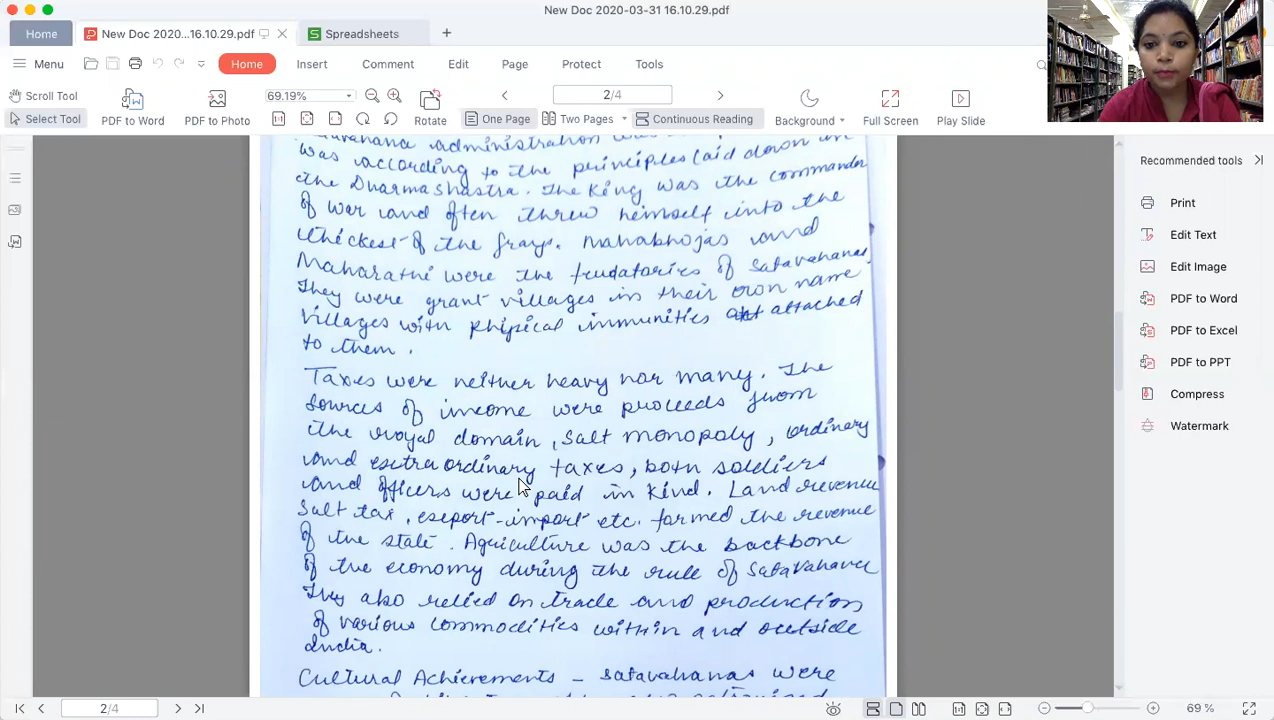 New Doc 2020-03-31 16.10.29.pdf
Home
New Doc 2020...16.10.29.pdf
Spreadsheets
Menu
Home
Insert
Comment
Edit
Page
Protect
Tools
Scroll Tool
Select Tool
PDF to Word
PDF to Photo
69.19%
Rotate
2/4
One Page
Two Pages
Continuous Reading
Background
Full Screen
Play Slide
administration was
was according to the principles laid down in
the Dharmashastra. The King was the commander
of war and often threw himself into the
thickest of the frays. Mahabhojas and
Maharathi were the feudatories of Satavahanas.
They were grant villages in their own name
villages with phipical immunities attached
to them.
Taxes were neither heavy nor many. The
sources of income were proceeds from
the royal domain, salt monopoly, ordinary
and extra ordinary taxes, both soldiers
and officers were paid in kind. Land revenue
Salt tax, export-import etc. formed the revenue
of the state. Agriculture was the backbone
of the economy during the rule of Satavahana
They also relied on trade and production
of various commodities within and outside
India.
Cultural Achievements - Satavahanas were
Recommended tools
Print
Edit Text
Edit Image
PDF to Word
PDF to Excel
PDF to PPT
Compress
Watermark
2/4
69 %